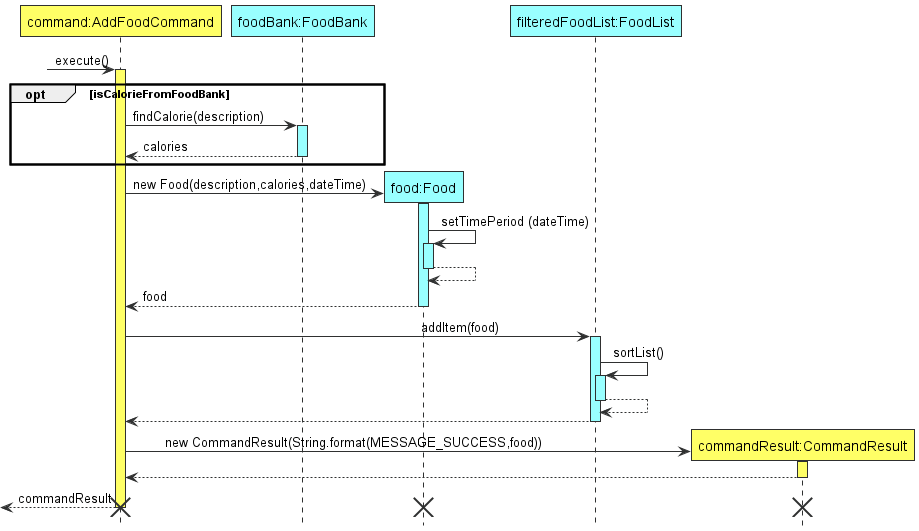 command:AddFoodCommand
foodBank:FoodBank
filteredFoodList:FoodList
execute()
opt
[isCalorieFromFoodBank]
findCalorie(description)
calories
new Food(description,calories,dateTime)
food:Food
setTimePeriod (dateTime)
food
addItem(food)
sortList()
new CommandResult(String.format(MESSAGE_SUCCESS,food))
commandResult:CommandResult
commandResult